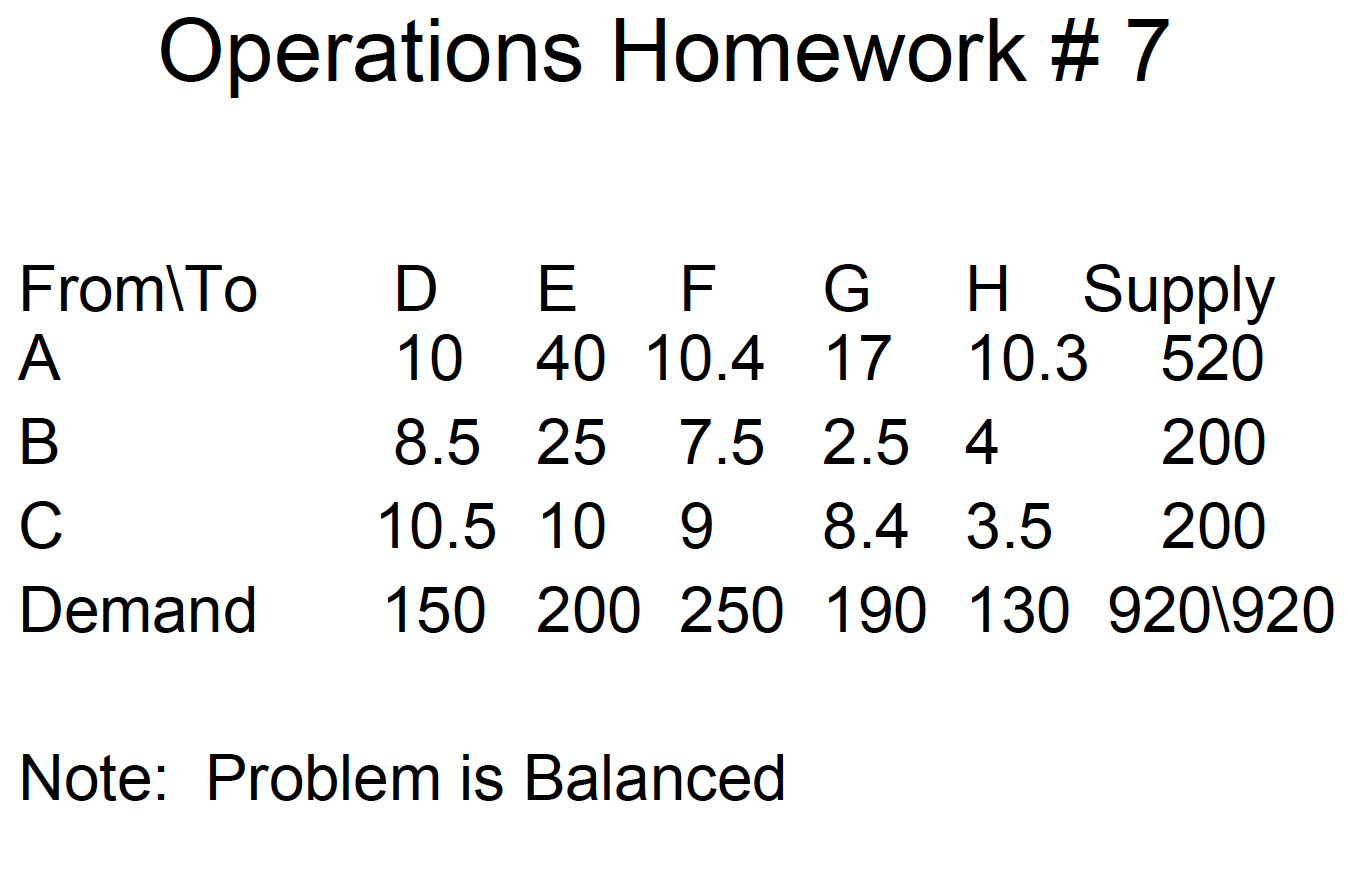 Operations Homework # 7
From\To D E F G H Supply
A 10 40 10.4 17 10.3 520
B 8.5 25 7.5 2.5 4 200
C 10.5 10 9 8.4 3.5 200
Demand 150 200 250 190 130 920\920
Note: Problem is Balanced